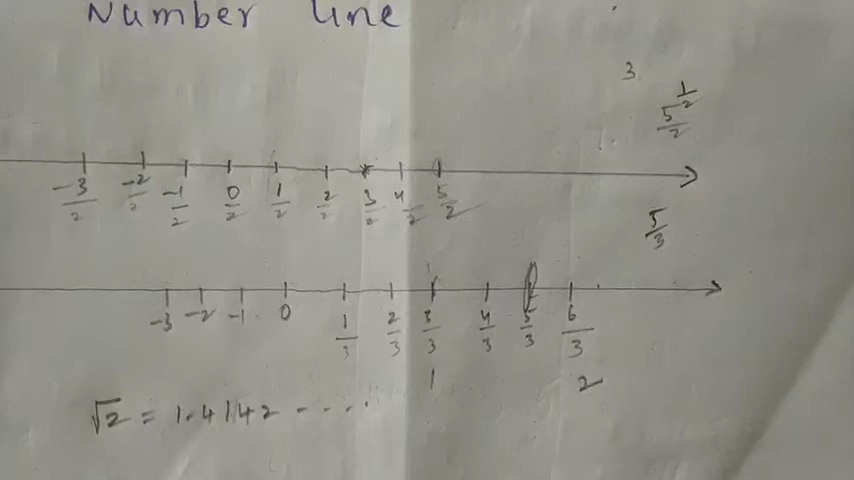 Number line
3
1/2
5/2
-3/2 -2/2 -1/2 0/2 1/2 2/2 3/2 4/2 5/2
5/3
-3 -2 -1 0 1/3 2/3 3/3 4/3 5/3 6/3
1 2
√2 = 1.4142 - - - .